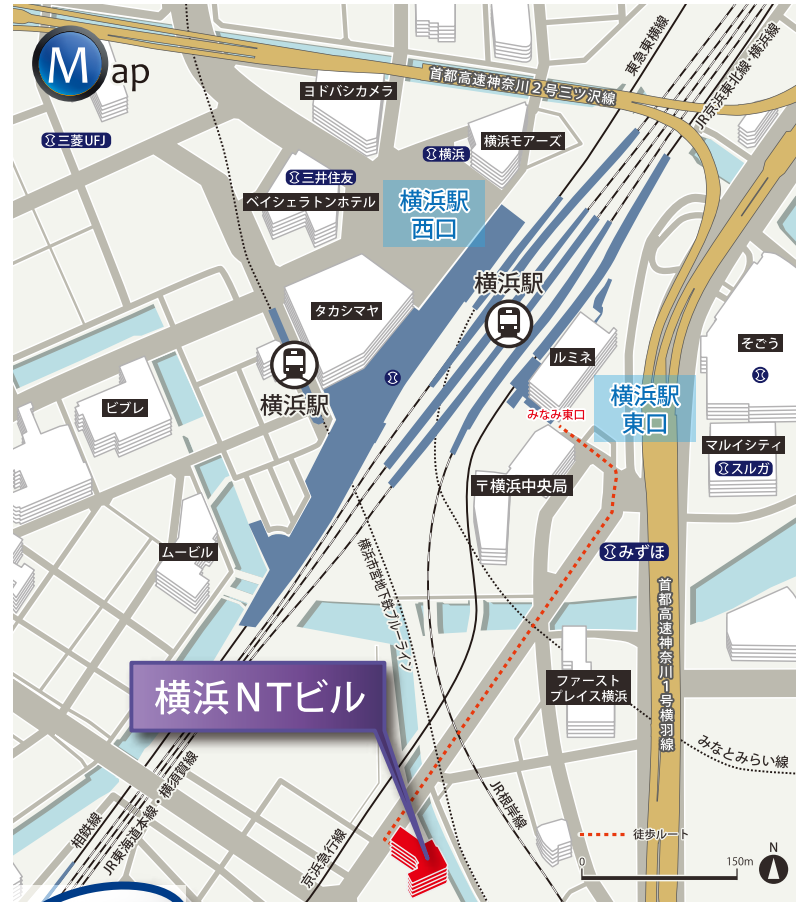 Map
東急東横線
JR京浜東北線・横浜線
首都高速神奈川2号三ツ沢線
ヨドバシカメラ
三菱UFJ
横浜モアーズ
横浜
三井住友
ベイシェラトンホテル
横浜駅
西口
横浜駅
タカシマヤ
ルミネ
そごう
横浜駅
横浜駅
東口
ビブレ
みなみ東口
マルイシティ
スルガ
〒横浜中央局
ムービル
みずほ
横浜市営地下鉄ブルーライン
首都高速神奈川1号横羽線
横浜NTビル
ファースト
プレイス横浜
みなとみらい線
相鉄線
JR東海道本線・横須賀線
京浜急行線
JR根岸線
徒歩ルート
0
150m
N